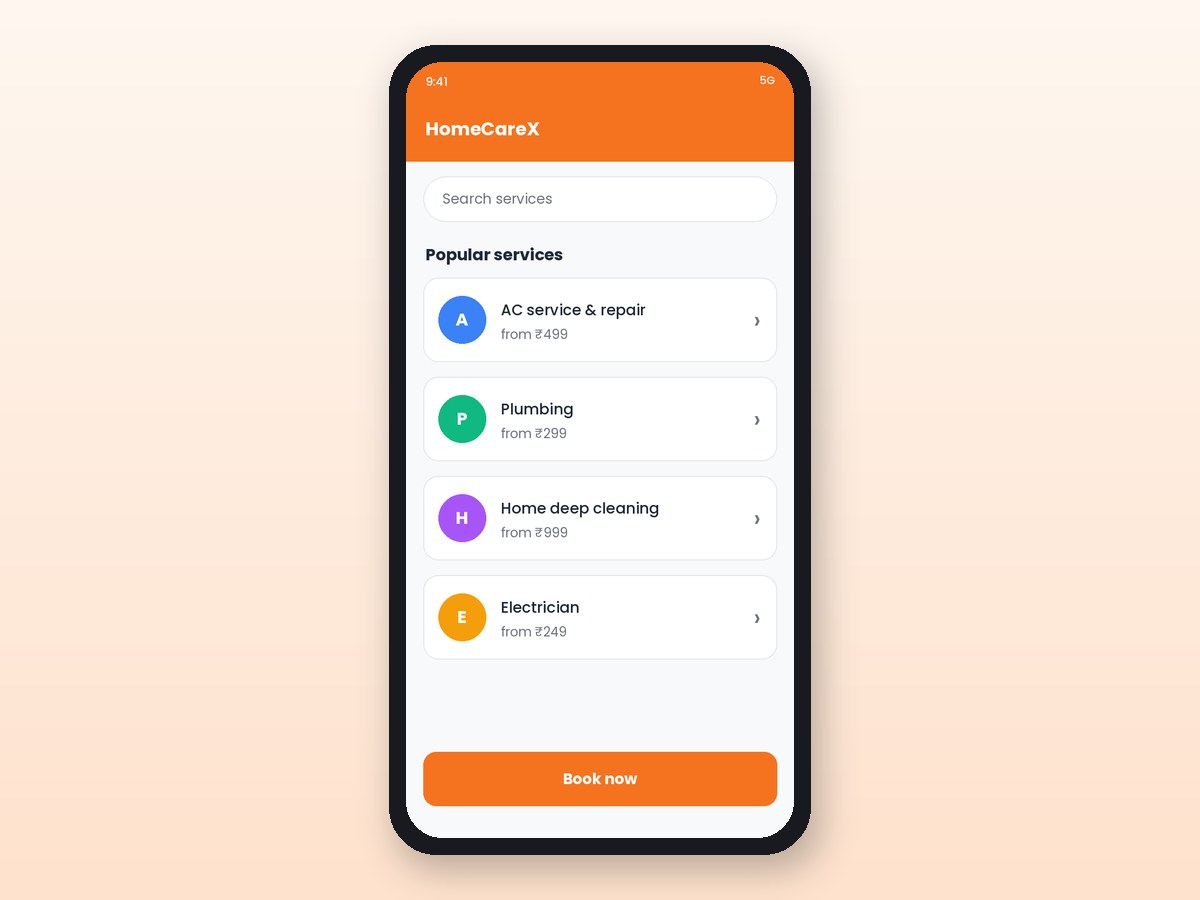 9:41
5G
HomeCareX
Search services
Popular services
A
AC service & repair
from ₹499
›
P
Plumbing
from ₹299
›
H
Home deep cleaning
from ₹999
›
E
Electrician
from ₹249
›
Book now